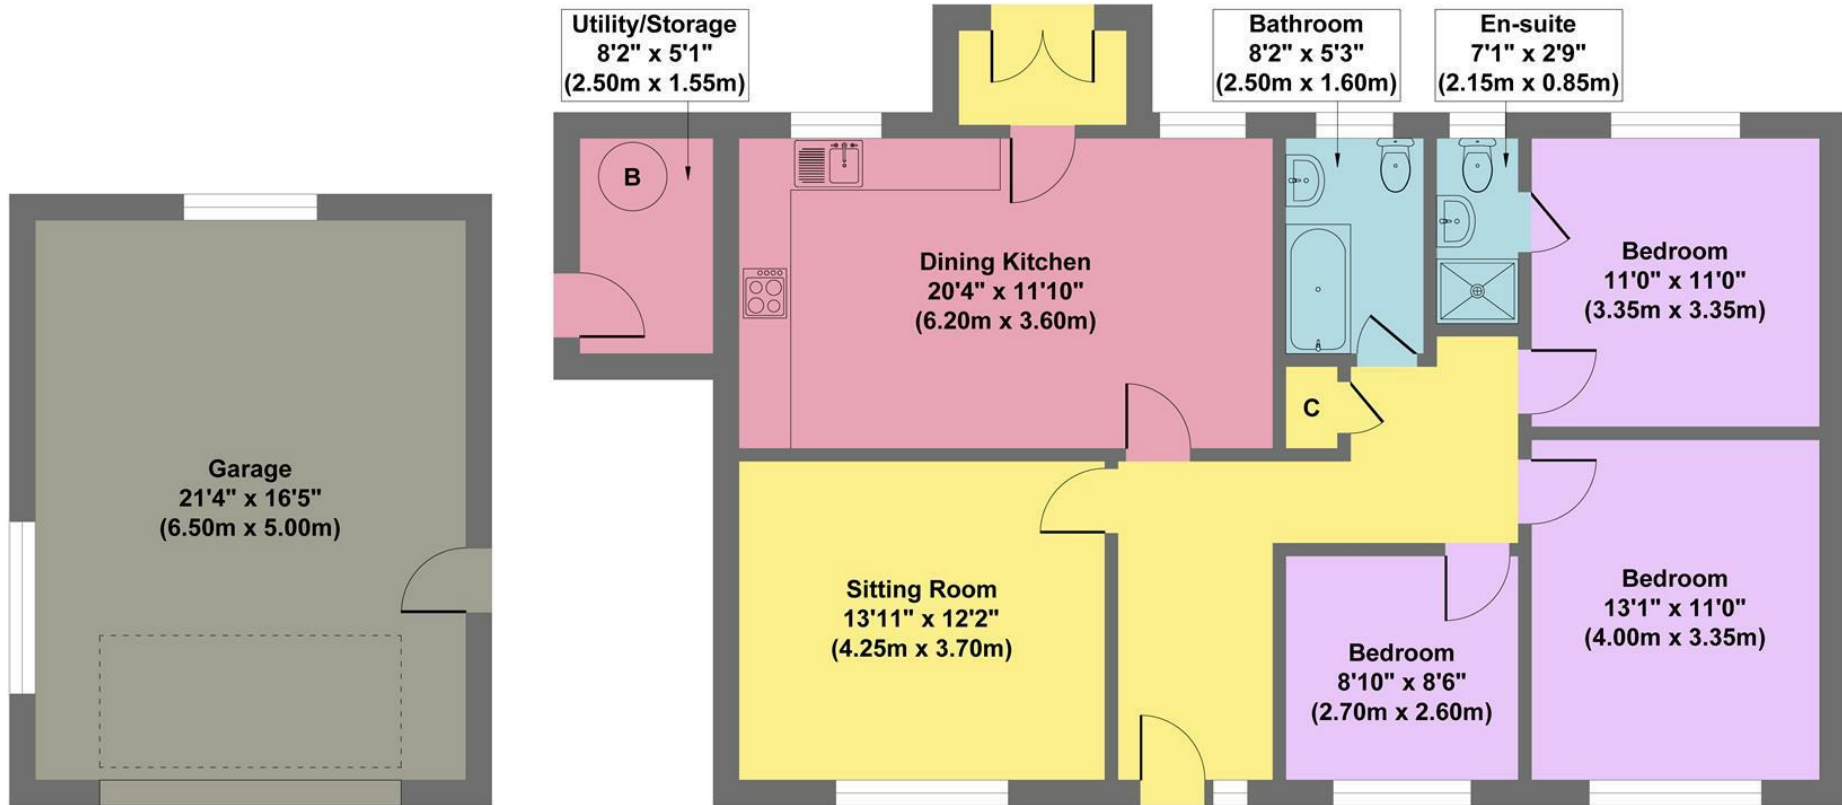 Utility/Storage
8'2" x 5'1"
(2.50m x 1.55m)
Bathroom
8'2" x 5'3"
(2.50m x 1.60m)
En-suite
7'1" x 2'9"
(2.15m x 0.85m)
B
Dining Kitchen
20'4" x 11'10"
(6.20m x 3.60m)
Bedroom
11'0" x 11'0"
(3.35m x 3.35m)
C
Garage
21'4" x 16'5"
(6.50m x 5.00m)
Sitting Room
13'11" x 12'2"
(4.25m x 3.70m)
Bedroom
8'10" x 8'6"
(2.70m x 2.60m)
Bedroom
13'1" x 11'0"
(4.00m x 3.35m)